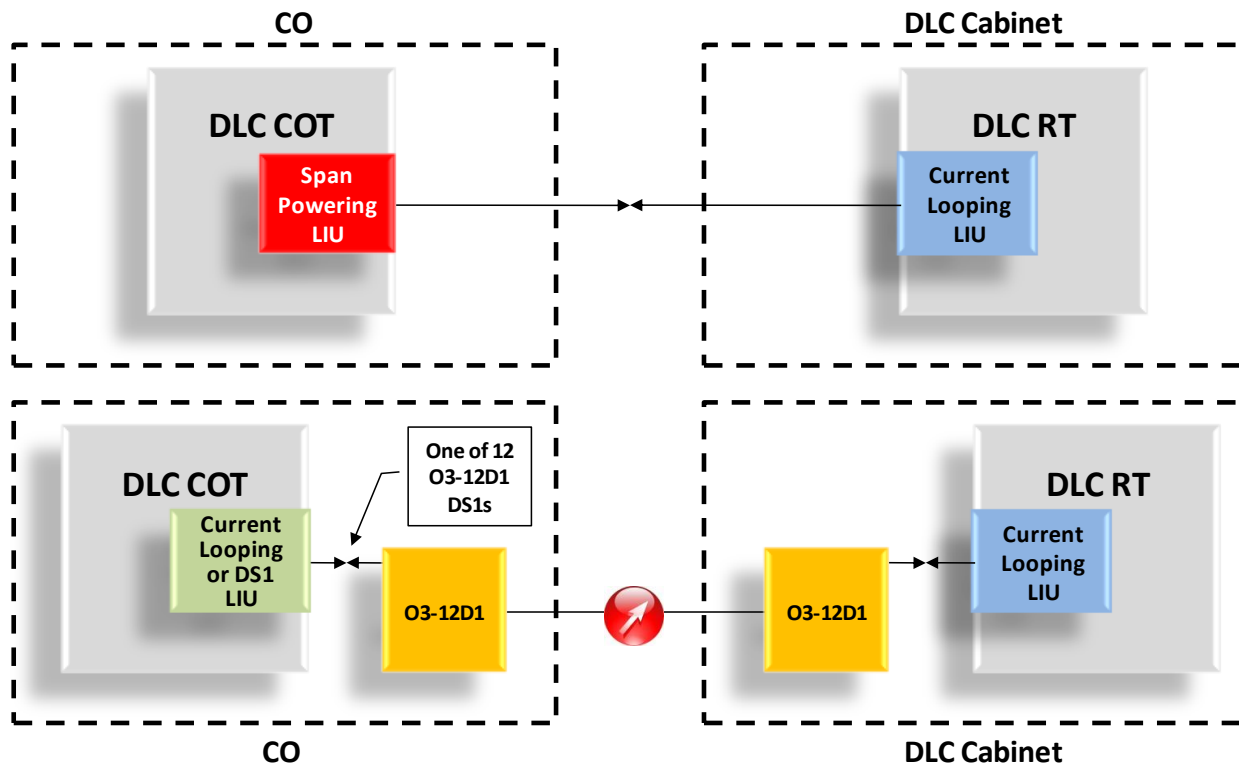 CO
DLC Cabinet
DLC COT
Span
Powering
LIU
DLC RT
Current
Looping
LIU
DLC COT
Current
Looping
or DS1
LIU
One of 12
O3-12D1
DS1s
O3-12D1
O3-12D1
DLC RT
Current
Looping
LIU
CO
DLC Cabinet